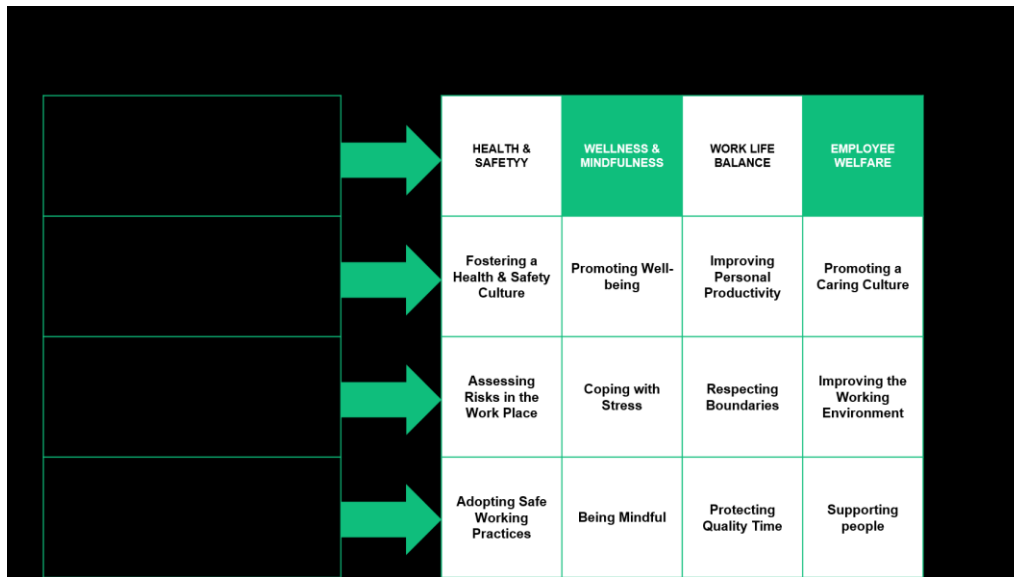 HEALTH &
SAFETYY
WELLNESS &
MINDFULNESS
WORK LIFE
BALANCE
EMPLOYEE
WELFARE
Fostering a
Health & Safety
Culture
Promoting Well-
being
Improving
Personal
Productivity
Promoting a
Caring Culture
Assessing
Risks in the
Work Place
Coping with
Stress
Respecting
Boundaries
Improving the
Working
Environment
Adopting Safe
Working
Practices
Being Mindful
Protecting
Quality Time
Supporting
people